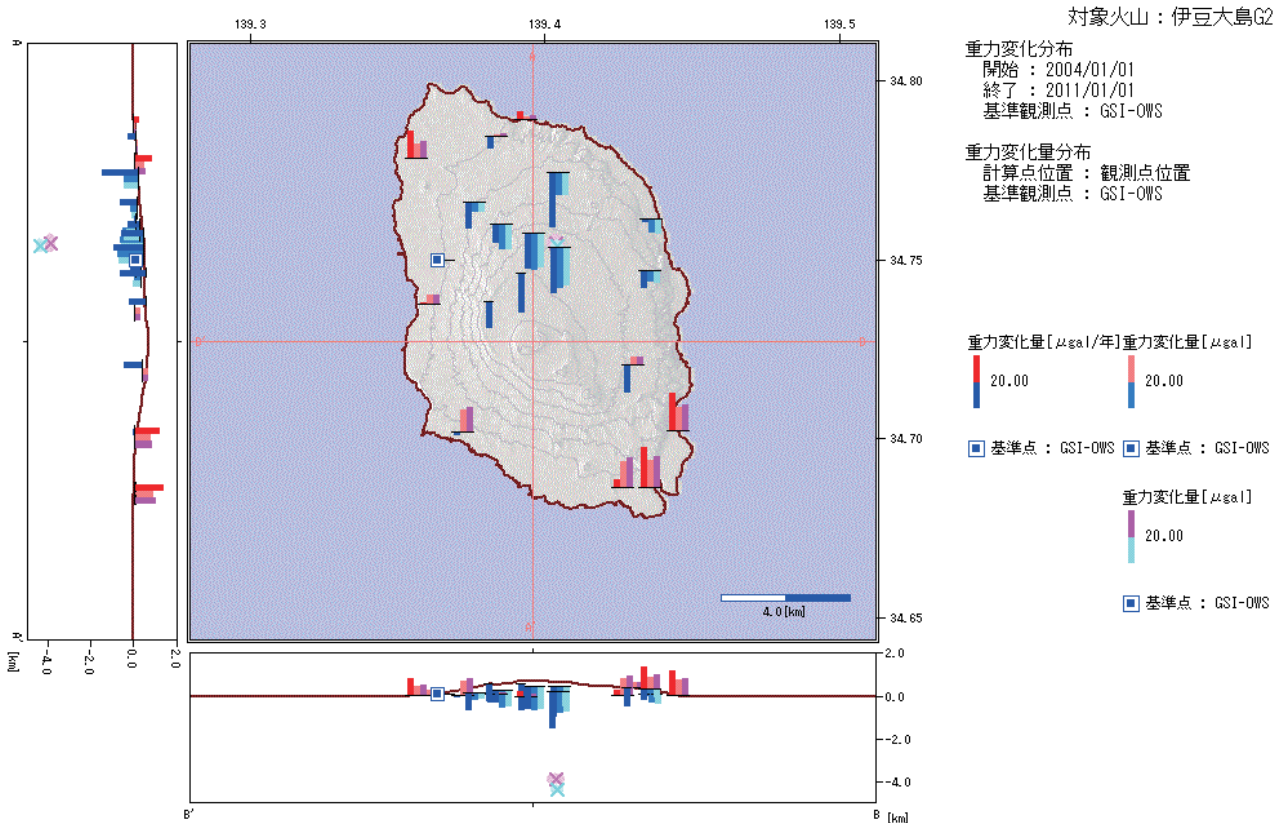 対象火山：伊豆大島G2
重力変化分布
開始 : 2004/01/01
終了 : 2011/01/01
基準観測点 : GSI-OWS
重力変化量分布
計算点位置 : 観測点位置
基準観測点 : GSI-OWS
重力変化量[μgal/年]
20.00
基準点 : GSI-OWS
重力変化量[μgal]
20.00
基準点 : GSI-OWS
重力変化量[μgal]
20.00
基準点 : GSI-OWS
139.3
139.4
139.5
34.80
34.75
34.70
34.65
A
A'
4.0[km]
A
A'
-4.0
-2.0
0.0
2.0
[km]
2.0
0.0
-2.0
-4.0
B'
B
[km]